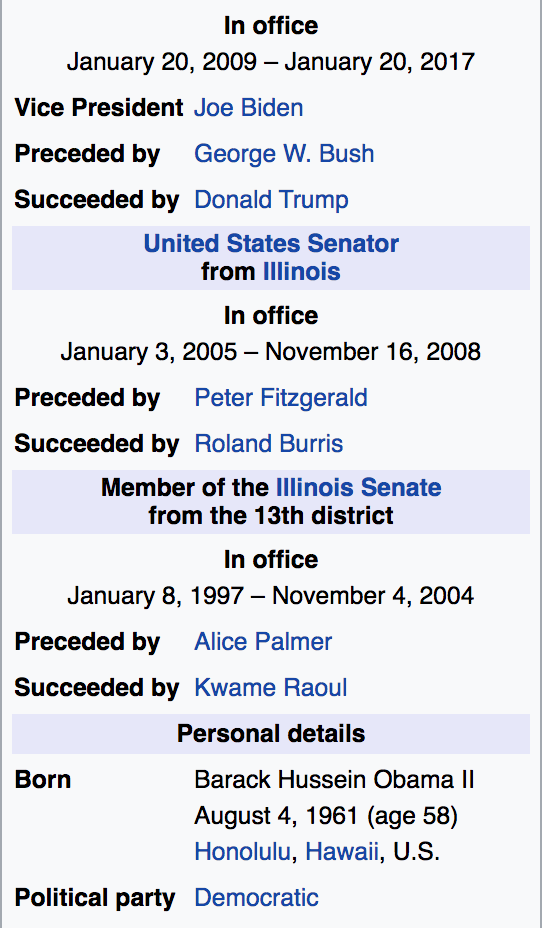 In office
January 20, 2009 – January 20, 2017
Vice President Joe Biden
Preceded by George W. Bush
Succeeded by Donald Trump
United States Senator
from Illinois
In office
January 3, 2005 – November 16, 2008
Preceded by Peter Fitzgerald
Succeeded by Roland Burris
Member of the Illinois Senate
from the 13th district
In office
January 8, 1997 – November 4, 2004
Preceded by Alice Palmer
Succeeded by Kwame Raoul
Personal details
Born Barack Hussein Obama II
August 4, 1961 (age 58)
Honolulu, Hawaii, U.S.
Political party Democratic